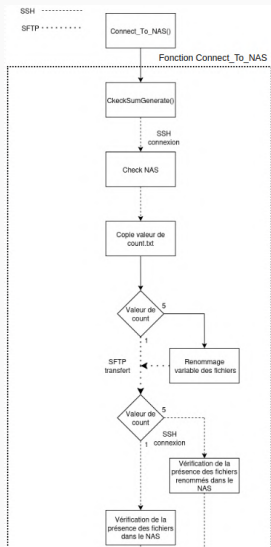 SSH
SFTP
Connect_To_NAS()
Fonction Connect_To_NAS
CkeckSumGenerate()
SSH
connexion
Check NAS
Copie valeur de
count.txt
Valeur de
count
5
1
SFTP
transfert
Renommage
variable des fichiers
Valeur de
count
5
SSH
connexion
1
Vérification de la
présence des fichiers
renommés dans le
NAS
Vérification de la
présence des fichiers
dans le NAS